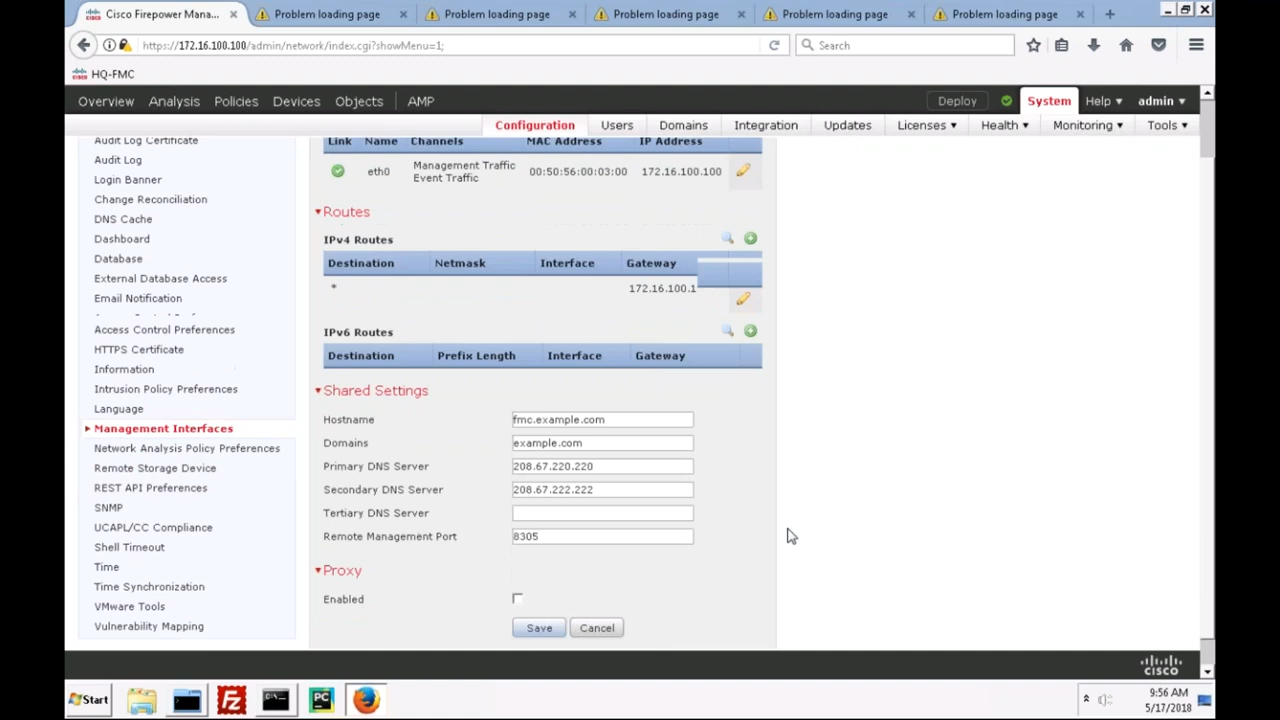 Cisco Firepower Mana... Problem loading page Problem loading page Problem loading page Problem loading page Problem loading page
https://172.16.100.100/admin/network/index.cgi?showMenu=1; Search
CISCO HQ-FMC
Overview Analysis Policies Devices Objects AMP Deploy System Help admin
Configuration Users Domains Integration Updates Licenses Health Monitoring Tools
Audit Log Certificate
Audit Log
Login Banner
Change Reconciliation
DNS Cache
Dashboard
Database
External Database Access
Email Notification
Access Control Preferences
HTTPS Certificate
Information
Intrusion Policy Preferences
Language
Management Interfaces
Network Analysis Policy Preferences
Remote Storage Device
REST API Preferences
SNMP
UCAPL/CC Compliance
Shell Timeout
Time
Time Synchronization
VMware Tools
Vulnerability Mapping
Link Name Channels MAC Address IP Address
eth0 Management Traffic Event Traffic 00:50:56:00:03:00 172.16.100.100
Routes
IPv4 Routes
Destination Netmask Interface Gateway
* 172.16.100.1
IPv6 Routes
Destination Prefix Length Interface Gateway
Shared Settings
Hostname fmc.example.com
Domains example.com
Primary DNS Server 208.67.220.220
Secondary DNS Server 208.67.222.222
Tertiary DNS Server
Remote Management Port 8305
Proxy
Enabled
Save Cancel
CISCO
Start FZ PC 9:56 AM
5/17/2018